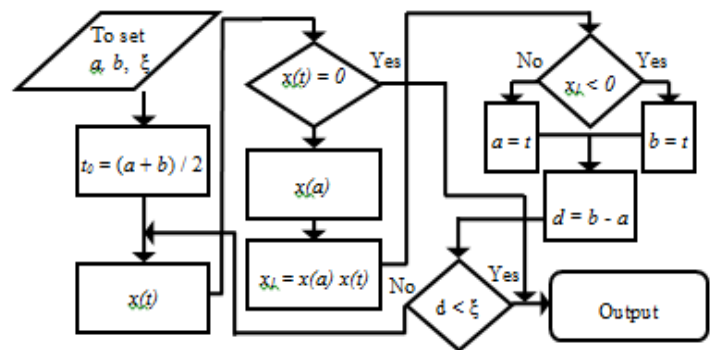 To set
a, b, ξ
t₀ = (a + b) / 2
x(t)
x(t) = 0
Yes
x(a)
x₁. = x(a) x(t)
x₁. < 0
No
Yes
a = t
b = t
d = b - a
d < ξ
No
Yes
Output